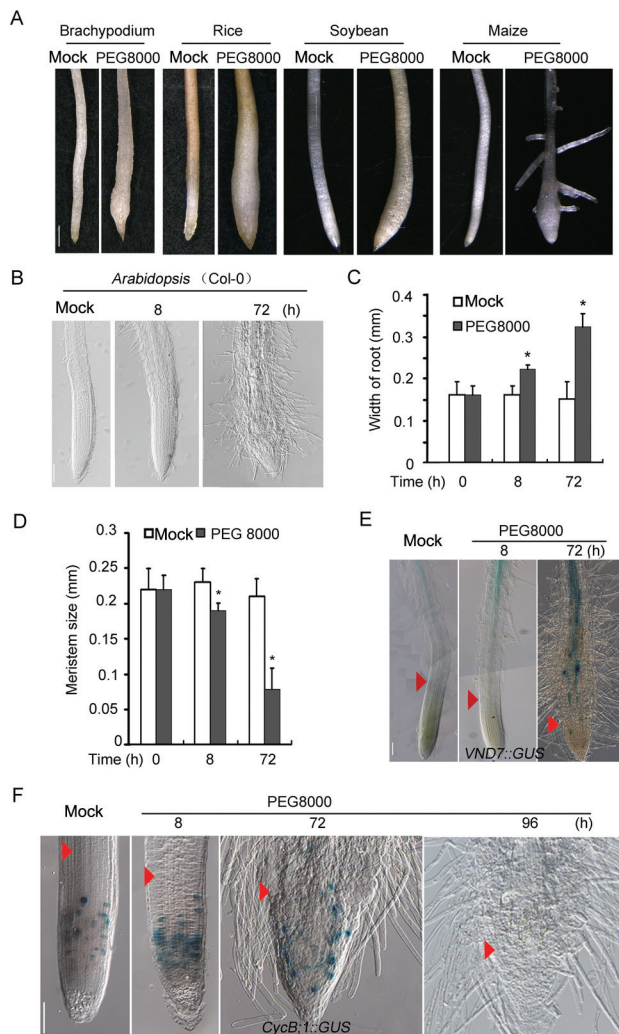 A
Brachypodium Rice Soybean Maize
Mock PEG8000 Mock PEG8000 Mock PEG8000 Mock PEG8000
B
Arabidopsis （Col-0）
Mock 8 72 (h)
C
Width of root (mm)
0.4
0.3
0.2
0.1
0
Mock
PEG8000
*
*
Time (h) 0 8 72
D
Meristem size (mm)
0.3
0.25
0.2
0.15
0.1
0.05
0
Mock PEG 8000
*
*
Time (h) 0 8 72
E
PEG8000
Mock 8 72 (h)
VND7::GUS
F
PEG8000
Mock 8 72 96 (h)
CycB;1::GUS